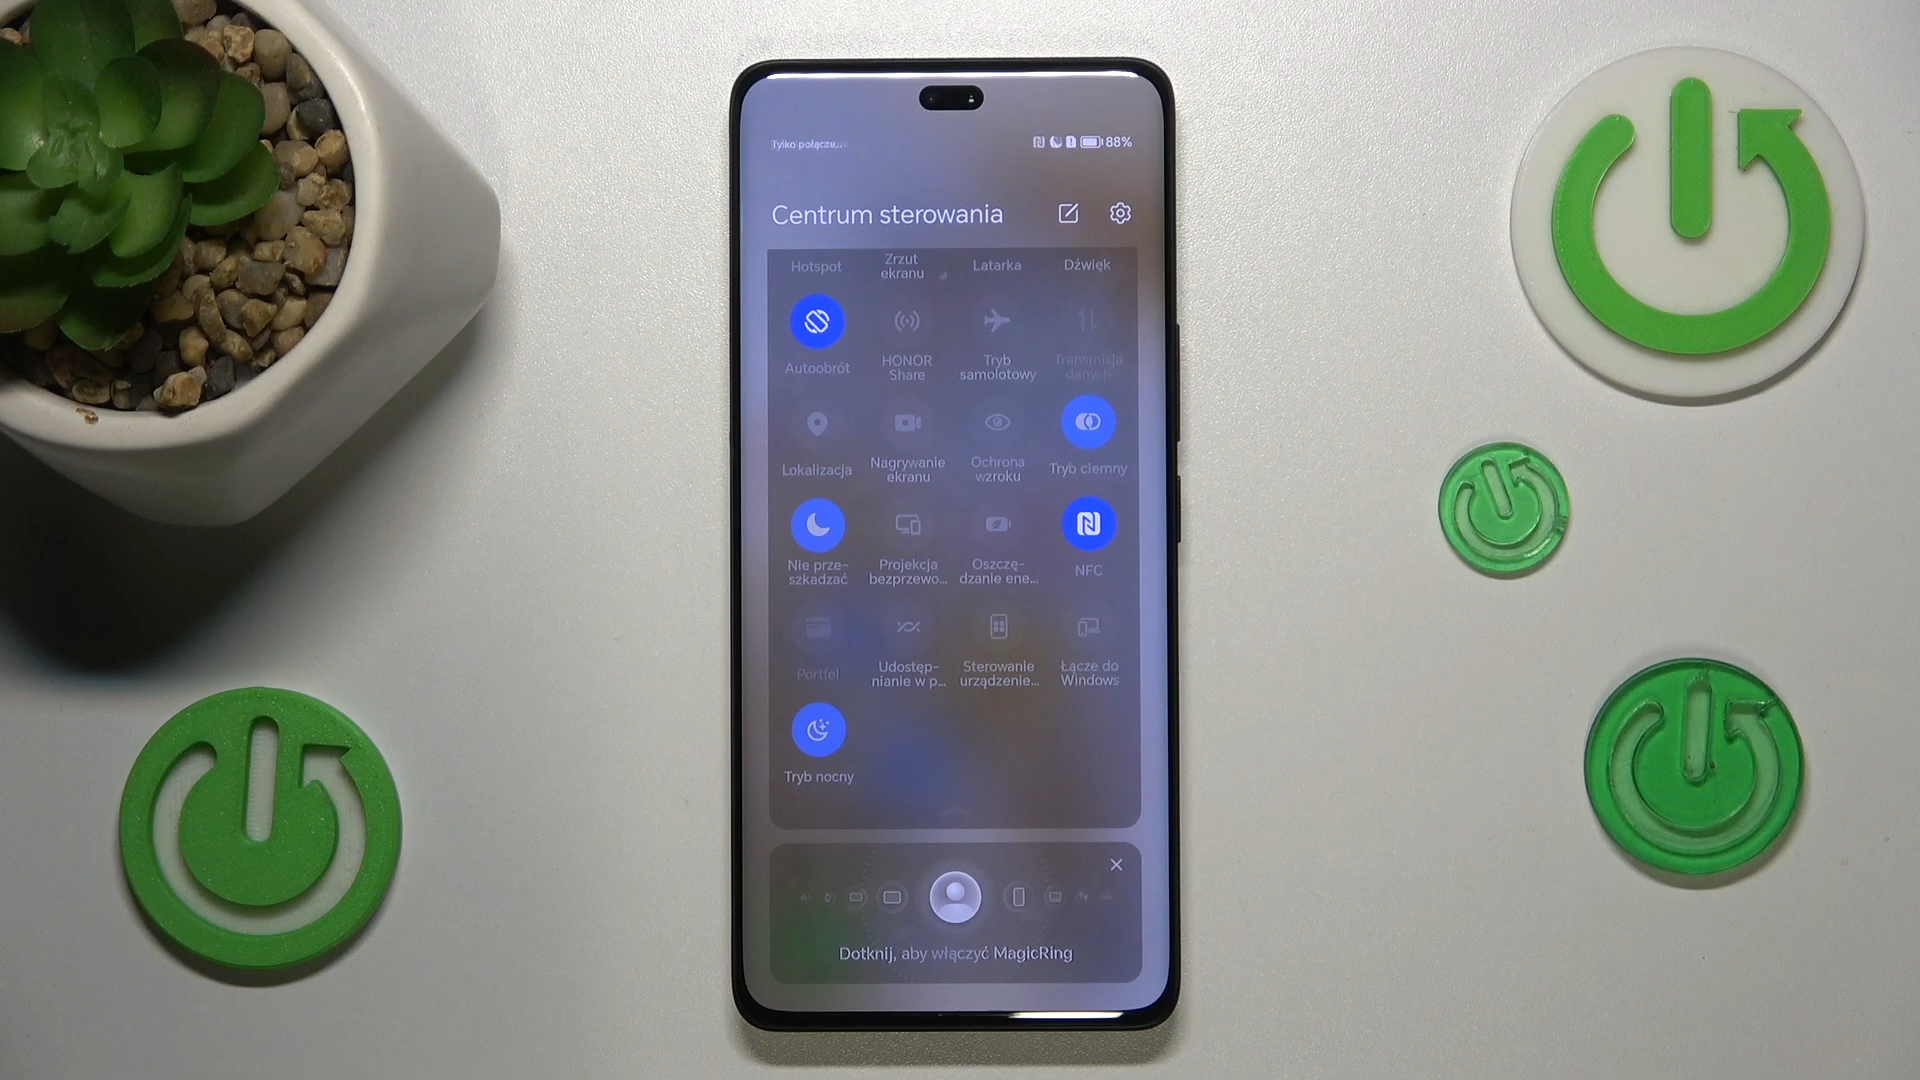 Tylko połącze...
88%
Centrum sterowania
Hotspot
Zrzut
ekranu
Latarka
Dźwięk
Autoobrót
HONOR
Share
Tryb
samolotowy
Transmisja
danych
Lokalizacja
Nagrywanie
ekranu
Ochrona
wzroku
Tryb ciemny
Nie prze-
szkadzać
Projekcja
bezprzewo...
Oszczę-
dzanie ene...
NFC
Portfel
Udostęp-
nianie w p...
Sterowanie
urządzenie...
Łącze do
Windows
Tryb nocny
Dotknij, aby włączyć MagicRing